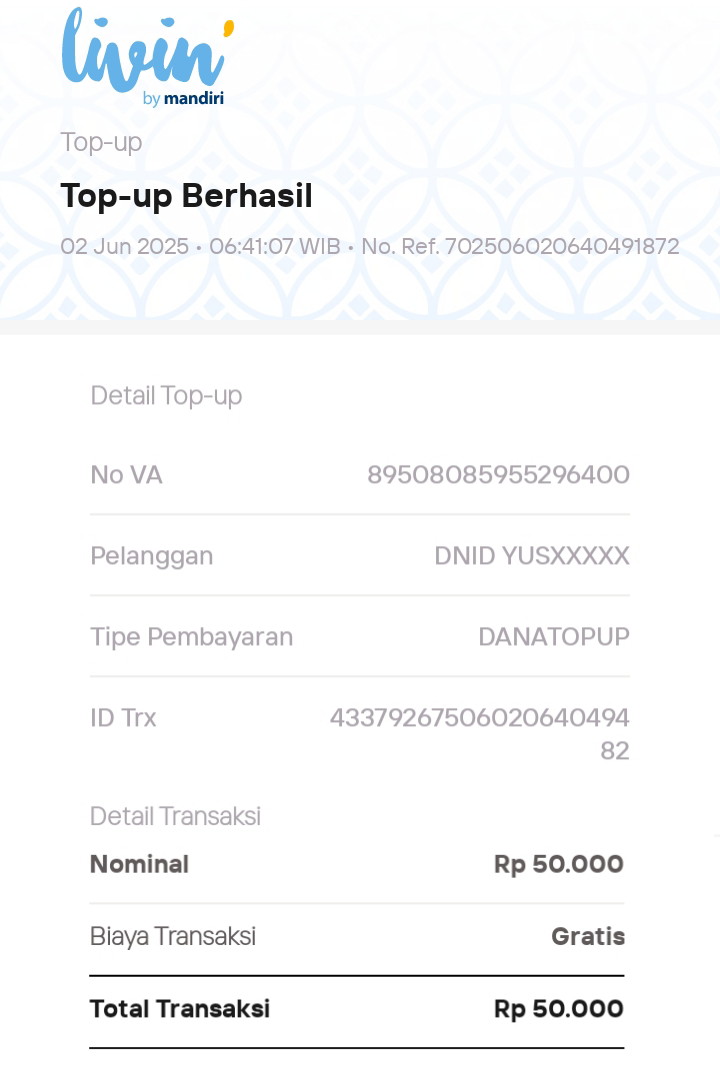 livin'
by mandiri
Top-up
Top-up Berhasil
02 Jun 2025 • 06:41:07 WIB • No. Ref. 702506020640491872
Detail Top-up
No VA 89508085955296400
Pelanggan DNID YUSXXXXX
Tipe Pembayaran DANATOPUP
ID Trx 43379267506020640494
82
Detail Transaksi
Nominal Rp 50.000
Biaya Transaksi Gratis
Total Transaksi Rp 50.000